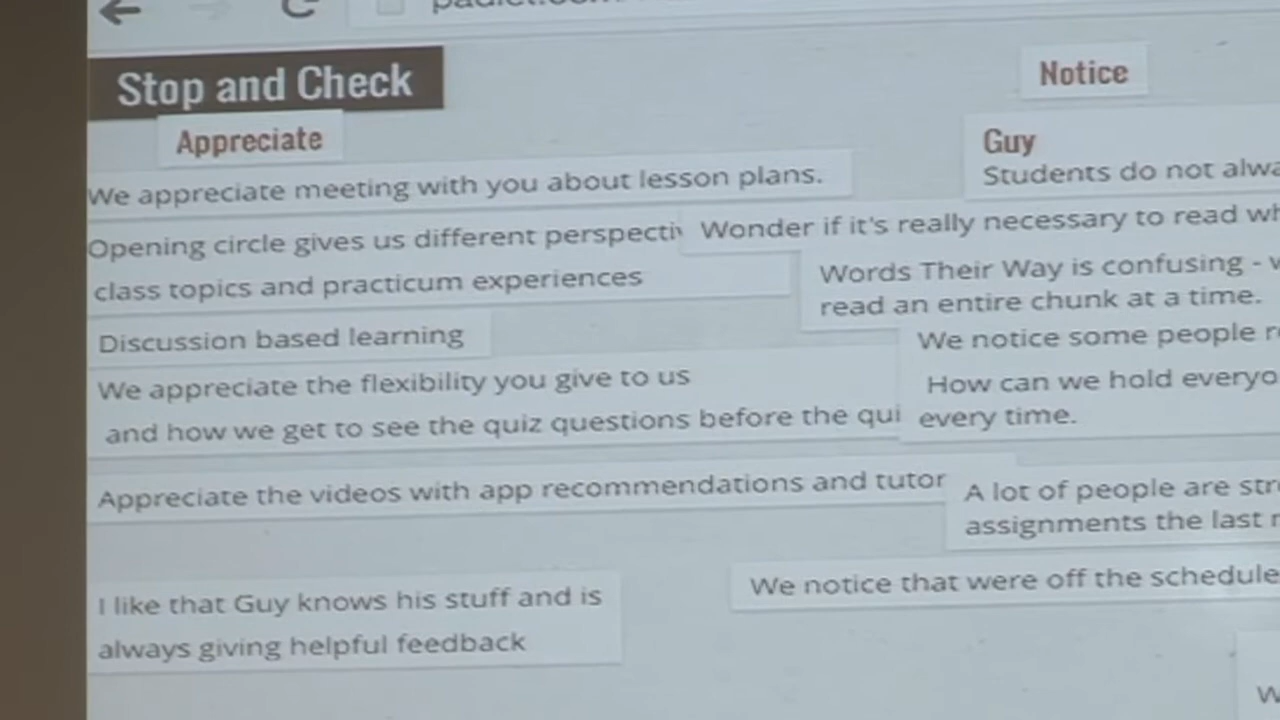 Stop and Check
Appreciate
We appreciate meeting with you about lesson plans.
Opening circle gives us different
class topics and practicum experiences
Discussion based learning
We appreciate the flexibility you give to us
and how we get to see the quiz questions before the
Appreciate the videos with app recommendations and
I like that Guy knows his stuff and is
always giving helpful feedback
Notice
Guy
Students do not
Wonder if it's really necessary to read
Words Their Way is confusing -
read an entire chunk at a time.
We notice some people
How can we hold
every time.
A lot of people are
assignments the last
We notice that were off the schedule